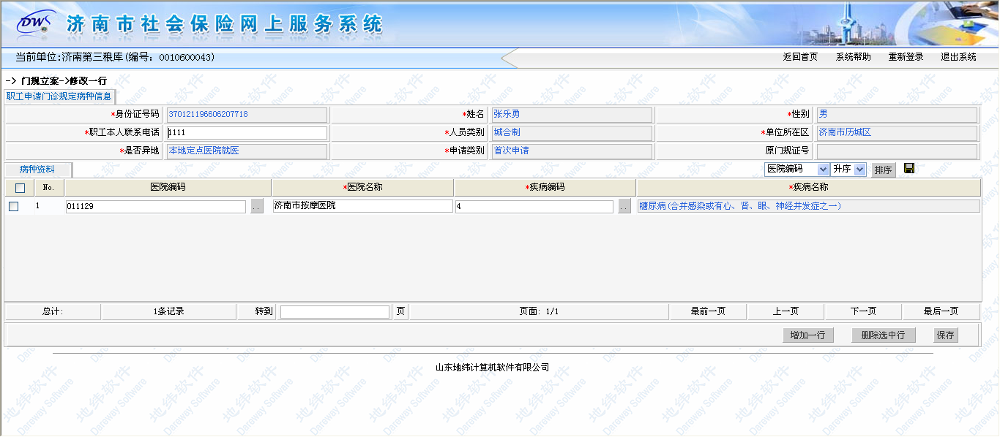 DWS 济南市社会保险网上服务系统
当前单位:济南第三粮库(编号：0010600043) 返回首页 系统帮助 重新登录 退出系统
-> 门规立案->修改一行
职工申请门诊规定病种信息
*身份证号码 370121196606207718 *姓名 张乐勇 *性别 男
*职工本人联系电话 1111 *人员类别 城合制 *单位所在区 济南市历城区
*是否异地 本地定点医院就医 *申请类别 首次申请 原门规证号
病种资料 医院编码 升序 排序
No. 医院编码 *医院名称 *疾病编码 *疾病名称
1 011129 .. 济南市按摩医院 4 .. 糖尿病(合并感染或有心、肾、眼、神经并发症之一)
总计: 1条记录 转到 页 页面: 1/1 最前一页 上一页 下一页 最后一页
增加一行 删除选中行 保存
山东地纬计算机软件有限公司
地纬软件
Dareway Software